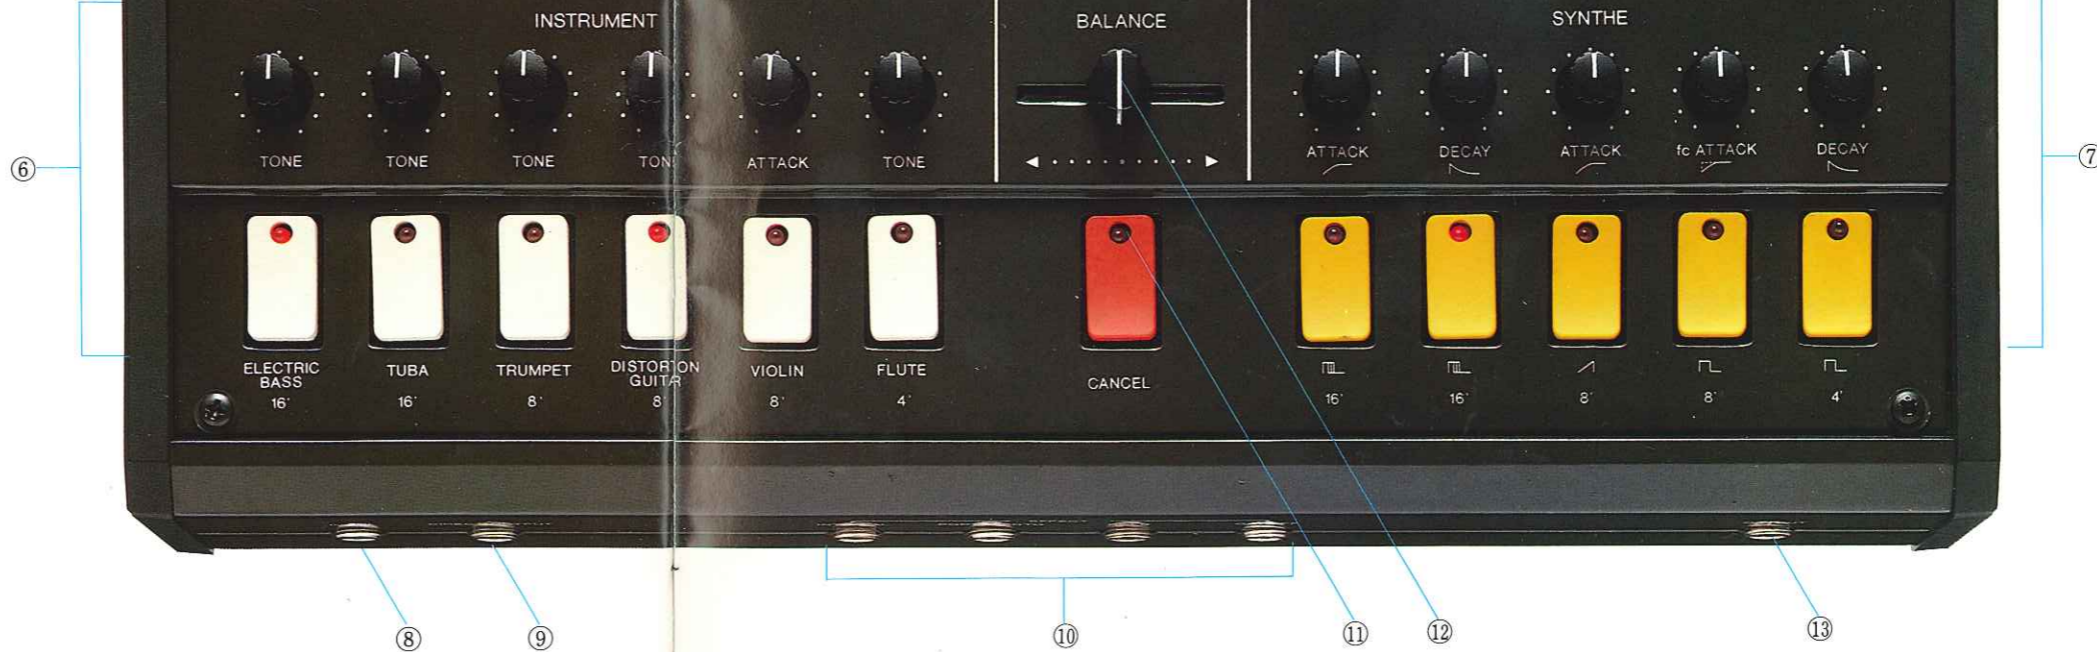 INSTRUMENT BALANCE SYNTHE
TONE TONE TONE TON ATTACK TONE ATTACK DECAY ATTACK fc ATTACK DECAY
⑥ ⑦
ELECTRIC BASS
TUBA
TRUMPET
DISTORTION GUITR
VIOLIN
FLUTE
CANCEL
16' 16' 8' 8' 8' 4' 16' 16' 8' 8' 4'
⑧ ⑨ ⑩ ⑪ ⑫ ⑬